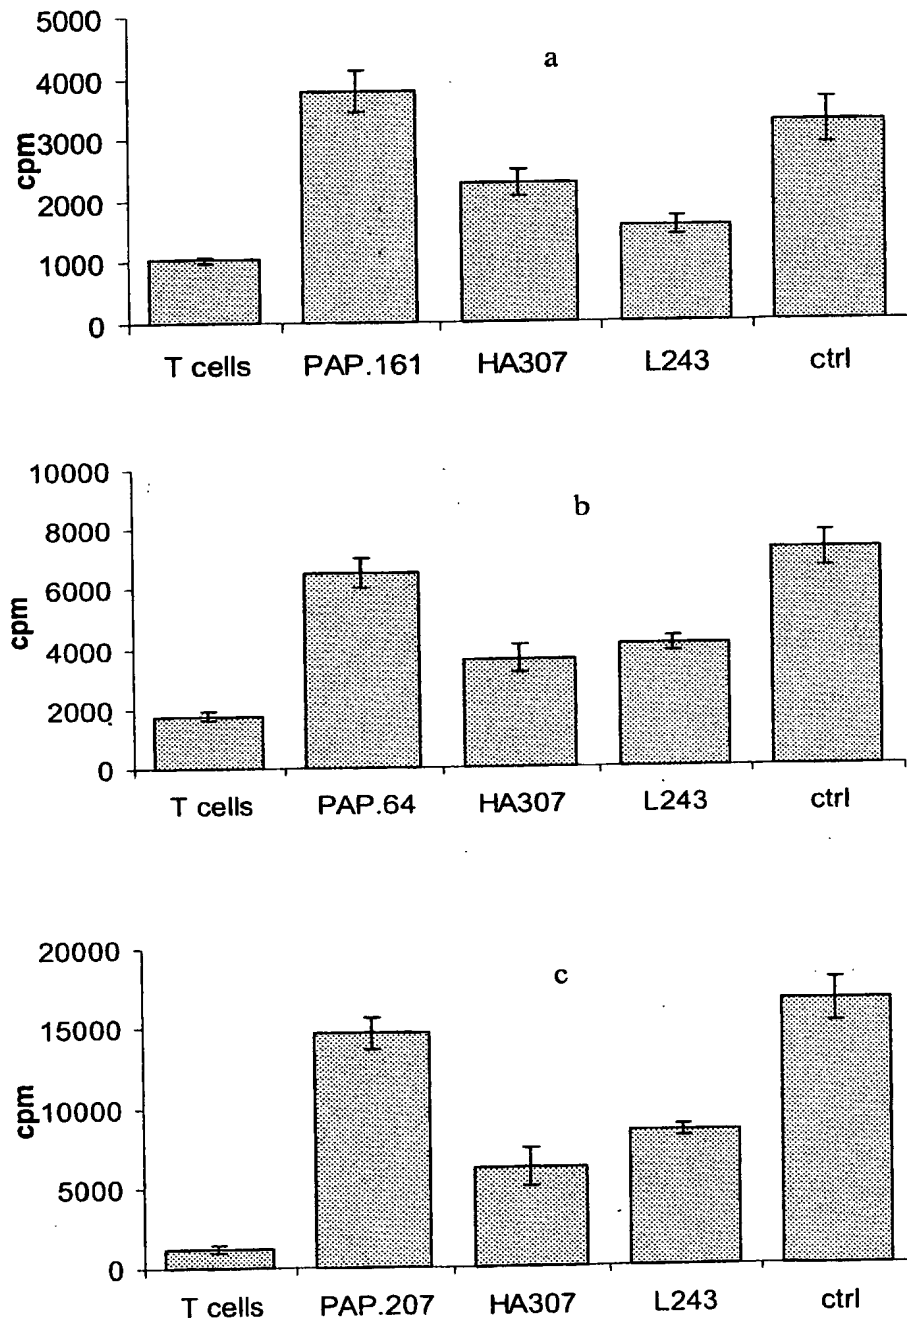 5000
a
4000
3000
cpm
2000
1000
0
T cells PAP.161 HA307 L243 ctrl
10000
b
8000
6000
cpm
4000
2000
0
T cells PAP.64 HA307 L243 ctrl
20000
c
15000
10000
cpm
5000
0
T cells PAP.207 HA307 L243 ctrl